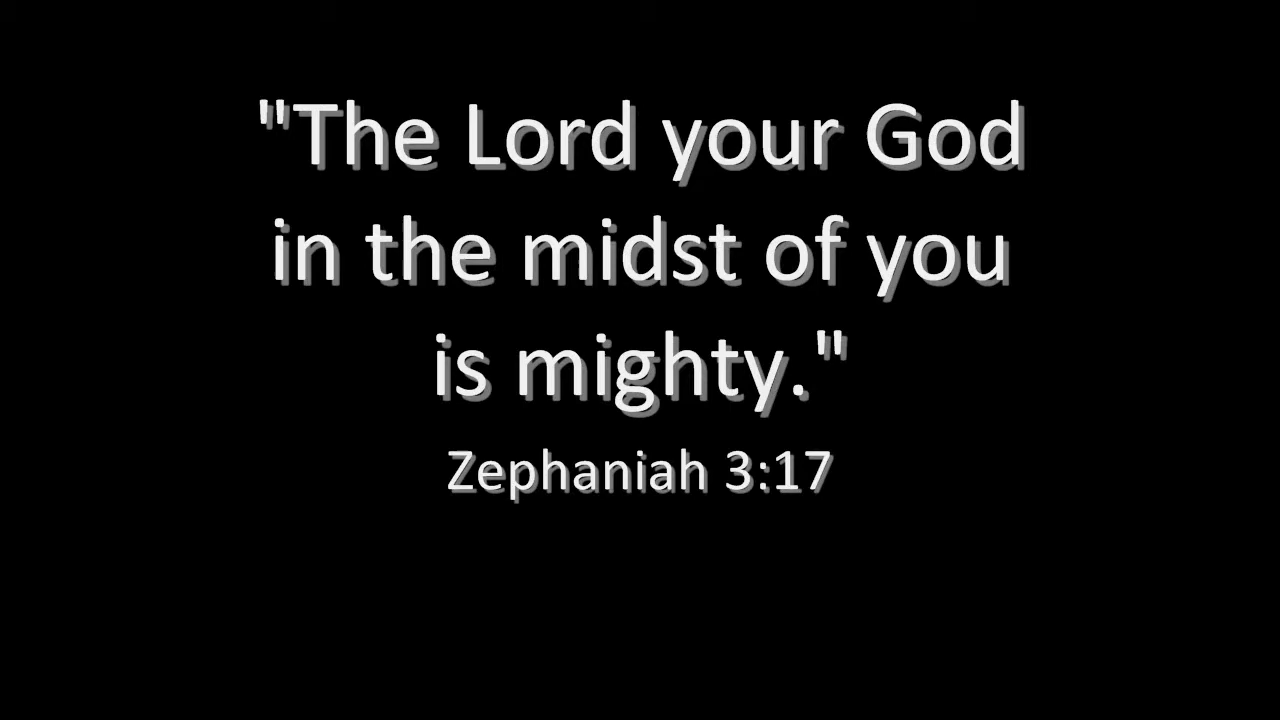 "The Lord your God
in the midst of you
is mighty."
Zephaniah 3:17